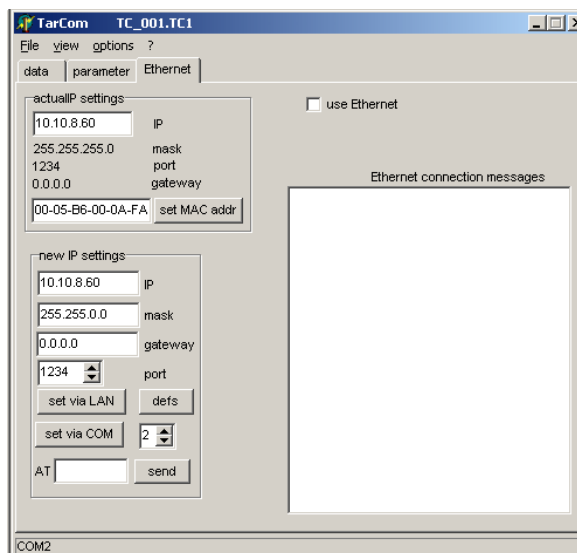 TarCom TC_001.TC1
File view options ?
data parameter Ethernet
actualIP settings
10.10.8.60 IP
255.255.255.0 mask
1234 port
0.0.0.0 gateway
00-05-B6-00-0A-FA set MAC addr
use Ethernet
Ethernet connection messages
new IP settings
10.10.8.60 IP
255.255.0.0 mask
0.0.0.0 gateway
1234 port
set via LAN defs
set via COM 2
AT send
COM2